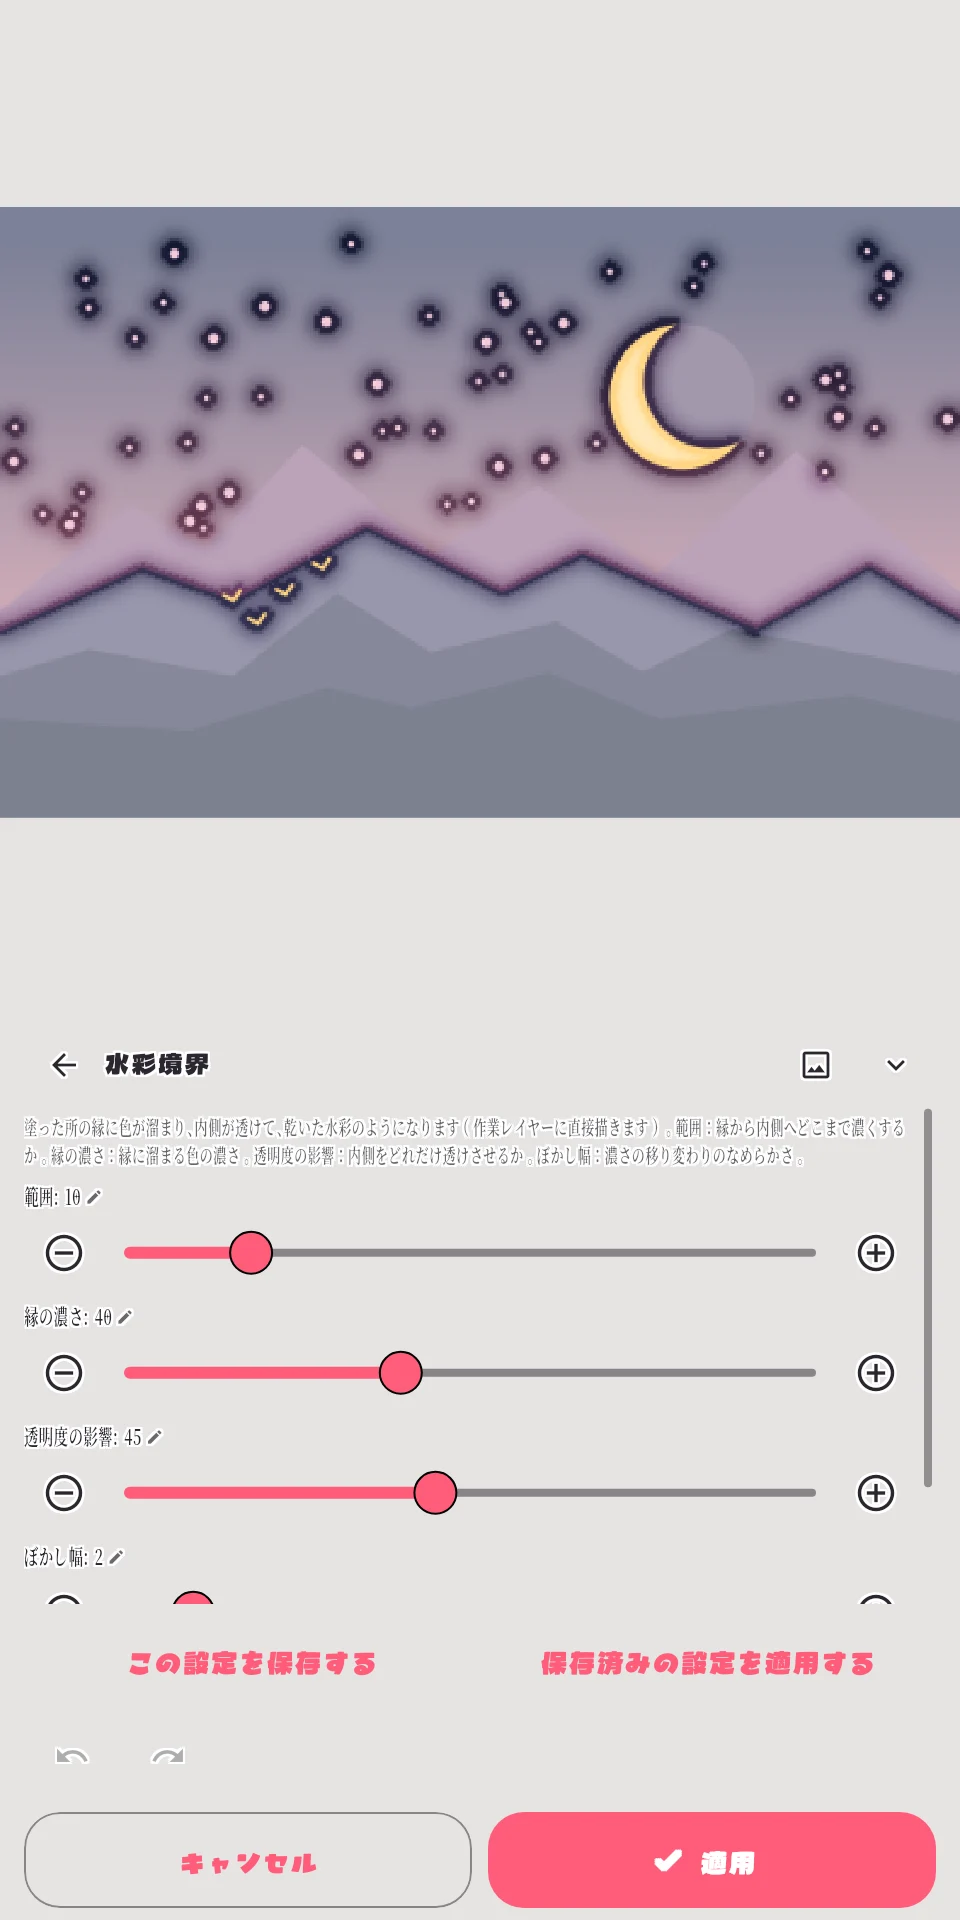 水彩境界
塗った所の縁に色が溜まり、内側が透けて、乾いた水彩のようになります(作業レイヤーに直接描きます)。範囲:縁から内側へどこまで濃くする
か。縁の濃さ:縁に溜まる色の濃さ。透明度の影響:内側をどれだけ透けさせるか。ぼかし幅:濃さの移り変わりのなめらかさ。
範囲: 10
縁の濃さ: 40
透明度の影響: 45
ぼかし幅: 2
この設定を保存する
保存済みの設定を適用する
キャンセル
適用